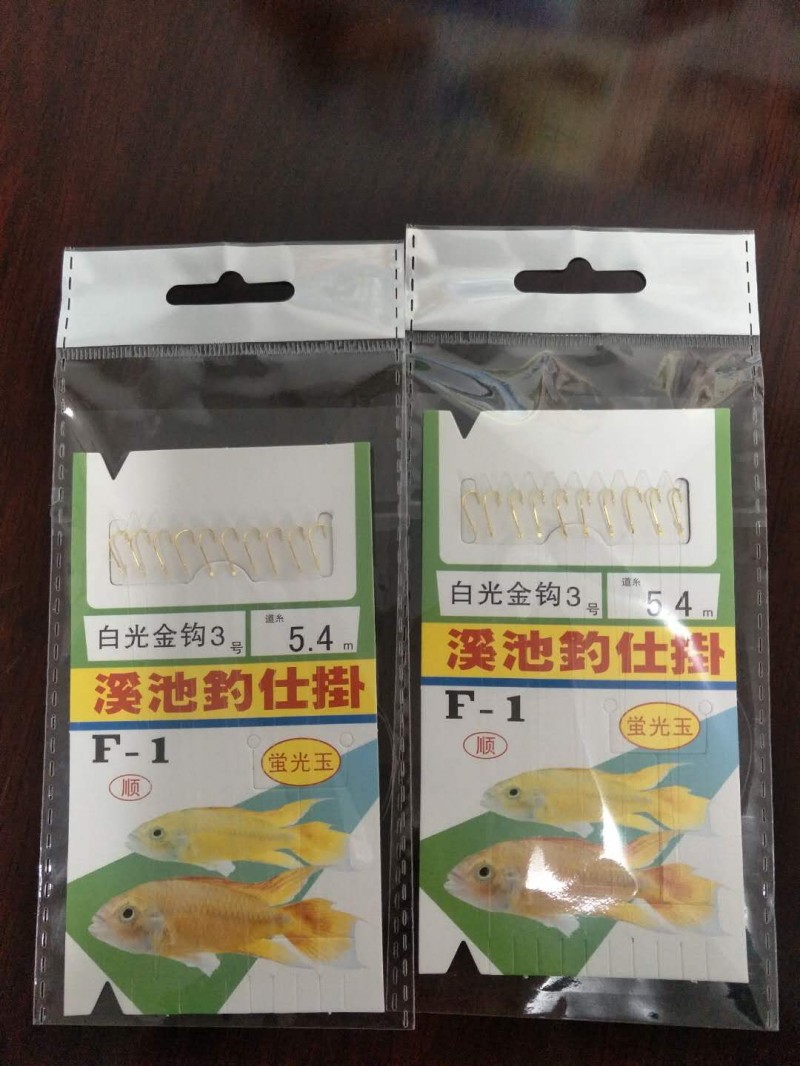 白光金钩3号
道糸
5.4m
溪池釣仕掛
F-1
顺
蛍光玉
白光金钩3号
道糸
5.4m
溪池釣仕掛
F-1
顺
蛍光玉